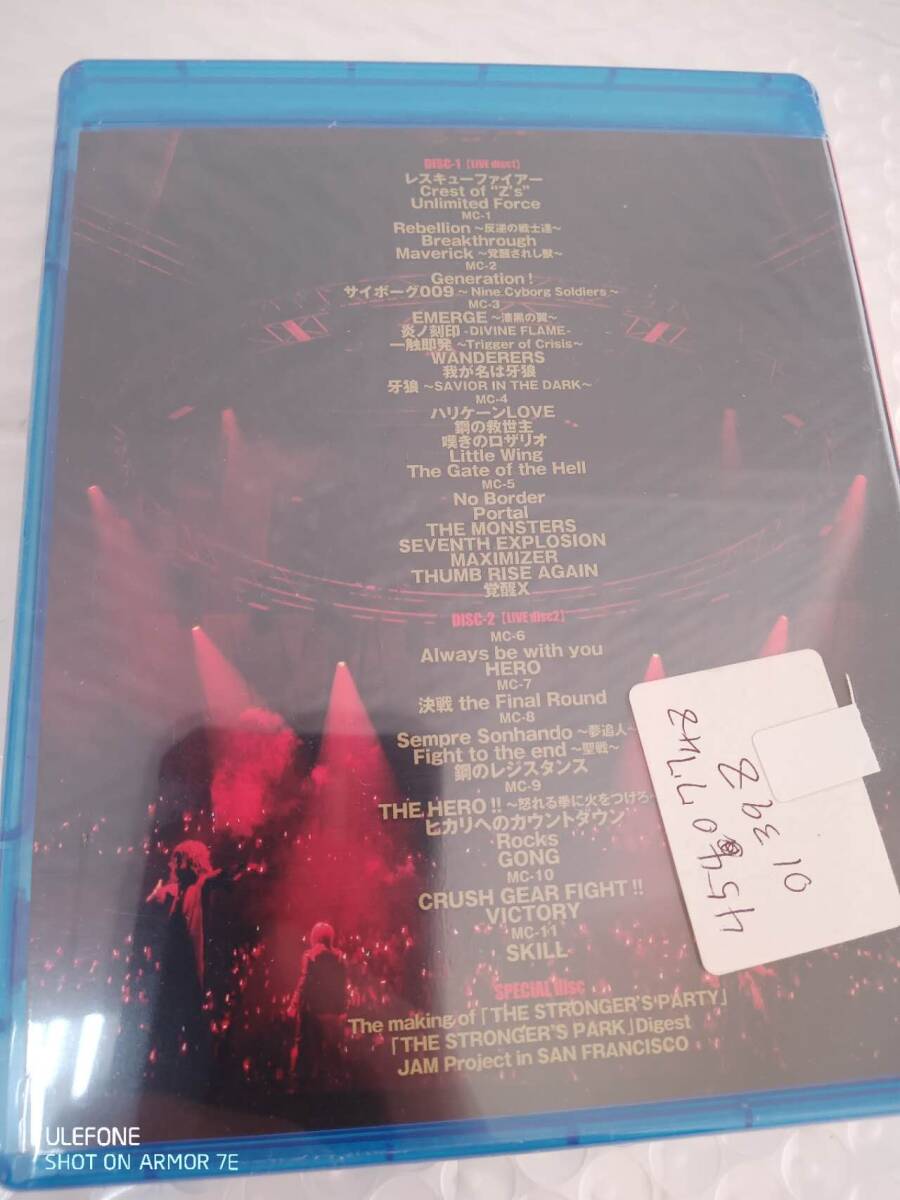 DISC-1 [LIVE disc1]
レスキューファイアー
Crest of "Z's"
Unlimited Force
MC-1
Rebellion ~反逆の戦士達~
Breakthrough
Maverick ~覚醒されし獣~
MC-2
Generation!
サイボーグ009 ~Nine Cyborg Soldiers~
MC-3
EMERGE ~漆黒の翼~
炎ノ刻印 -DIVINE FLAME-
一触即発 ~Trigger of Crisis~
WANDERERS
我が名は牙狼
牙狼 ~SAVIOR IN THE DARK~
MC-4
ハリケーンLOVE
鋼の救世主
嘆きのロザリオ
Little Wing
The Gate of the Hell
MC-5
No Border
Portal
THE MONSTERS
SEVENTH EXPLOSION
MAXIMIZER
THUMB RISE AGAIN
覚醒X
DISC-2 [LIVE disc2]
MC-6
Always be with you
HERO
MC-7
決戦 the Final Round
MC-8
Sempre Sonhando ~夢追人~
Fight to the end ~聖戦~
鋼のレジスタンス
MC-9
THE HERO!! ~怒れる拳に火をつけろ
ヒカリへのカウントダウン
Rocks
GONG
MC-10
CRUSH GEAR FIGHT!!
VICTORY
MC-11
SKILL
SPECIAL disc
The making of「THE STRONGER'S PARTY」
「THE STRONGER'S PARK」Digest
JAM Project in SAN FRANCISCO
01 398
ULEFONE
SHOT ON ARMOR 7E